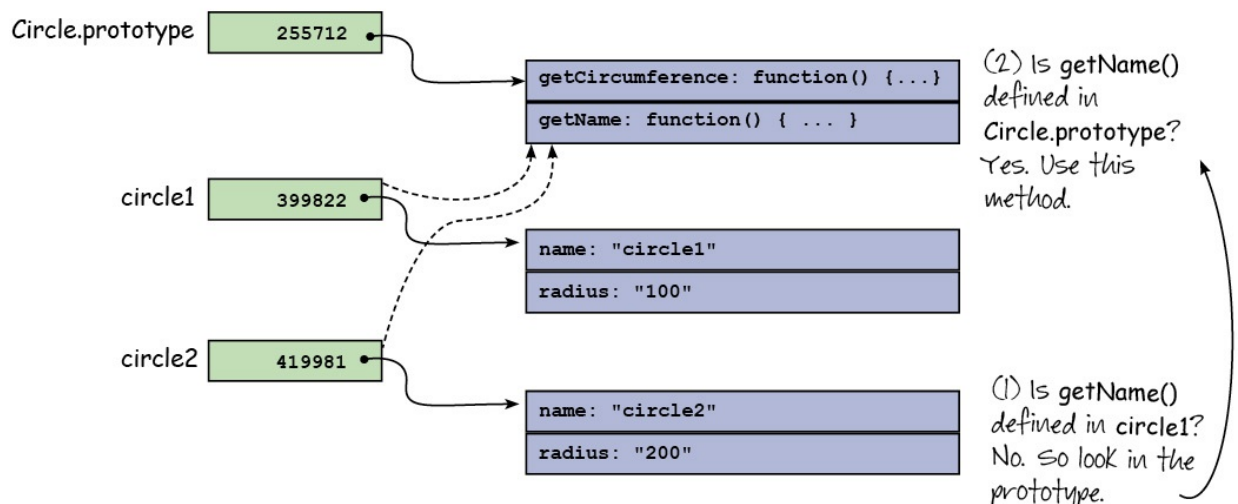 Circle.prototype
255712
getCircumference: function() {...}
getName: function() { ... }
(2) Is getName()
defined in
Circle.prototype?
Yes. Use this
method.
circle1
399822
name: "circle1"
radius: "100"
circle2
419981
name: "circle2"
radius: "200"
(1) Is getName()
defined in circle1?
No. So look in the
prototype.